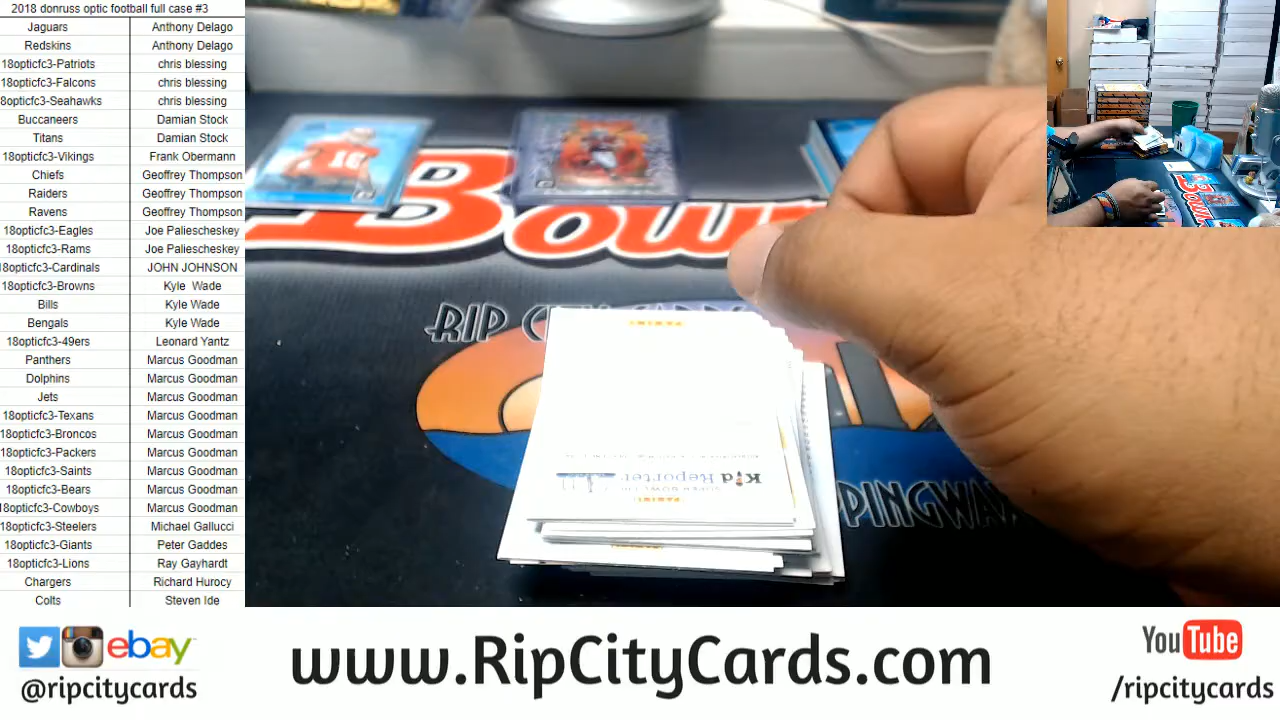 2018 donruss optic football full case #3
Jaguars Anthony Delago
Redskins Anthony Delago
18opticfc3-Patriots chris blessing
18opticfc3-Falcons chris blessing
8opticfc3-Seahawks chris blessing
Buccaneers Damian Stock
Titans Damian Stock
18opticfc3-Vikings Frank Obermann
Chiefs Geoffrey Thompson
Raiders Geoffrey Thompson
Ravens Geoffrey Thompson
18opticfc3-Eagles Joe Paliescheskey
18opticfc3-Rams Joe Paliescheskey
18opticfc3-Cardinals JOHN JOHNSON
18opticfc3-Browns Kyle Wade
Bills Kyle Wade
Bengals Kyle Wade
18opticfc3-49ers Leonard Yantz
Panthers Marcus Goodman
Dolphins Marcus Goodman
Jets Marcus Goodman
18opticfc3-Texans Marcus Goodman
18opticfc3-Broncos Marcus Goodman
18opticfc3-Packers Marcus Goodman
18opticfc3-Saints Marcus Goodman
18opticfc3-Bears Marcus Goodman
18opticfc3-Cowboys Marcus Goodman
18opticfc3-Steelers Michael Gallucci
18opticfc3-Giants Peter Gaddes
18opticfc3-Lions Ray Gayhardt
Chargers Richard Hurocy
Colts Steven Ide
Bowm
RIP C
PPINGWA
PANINI
Kid Reporter
PANINI
ebay
@ripcitycards
www.RipCityCards.com
YouTube
/ripcitycards